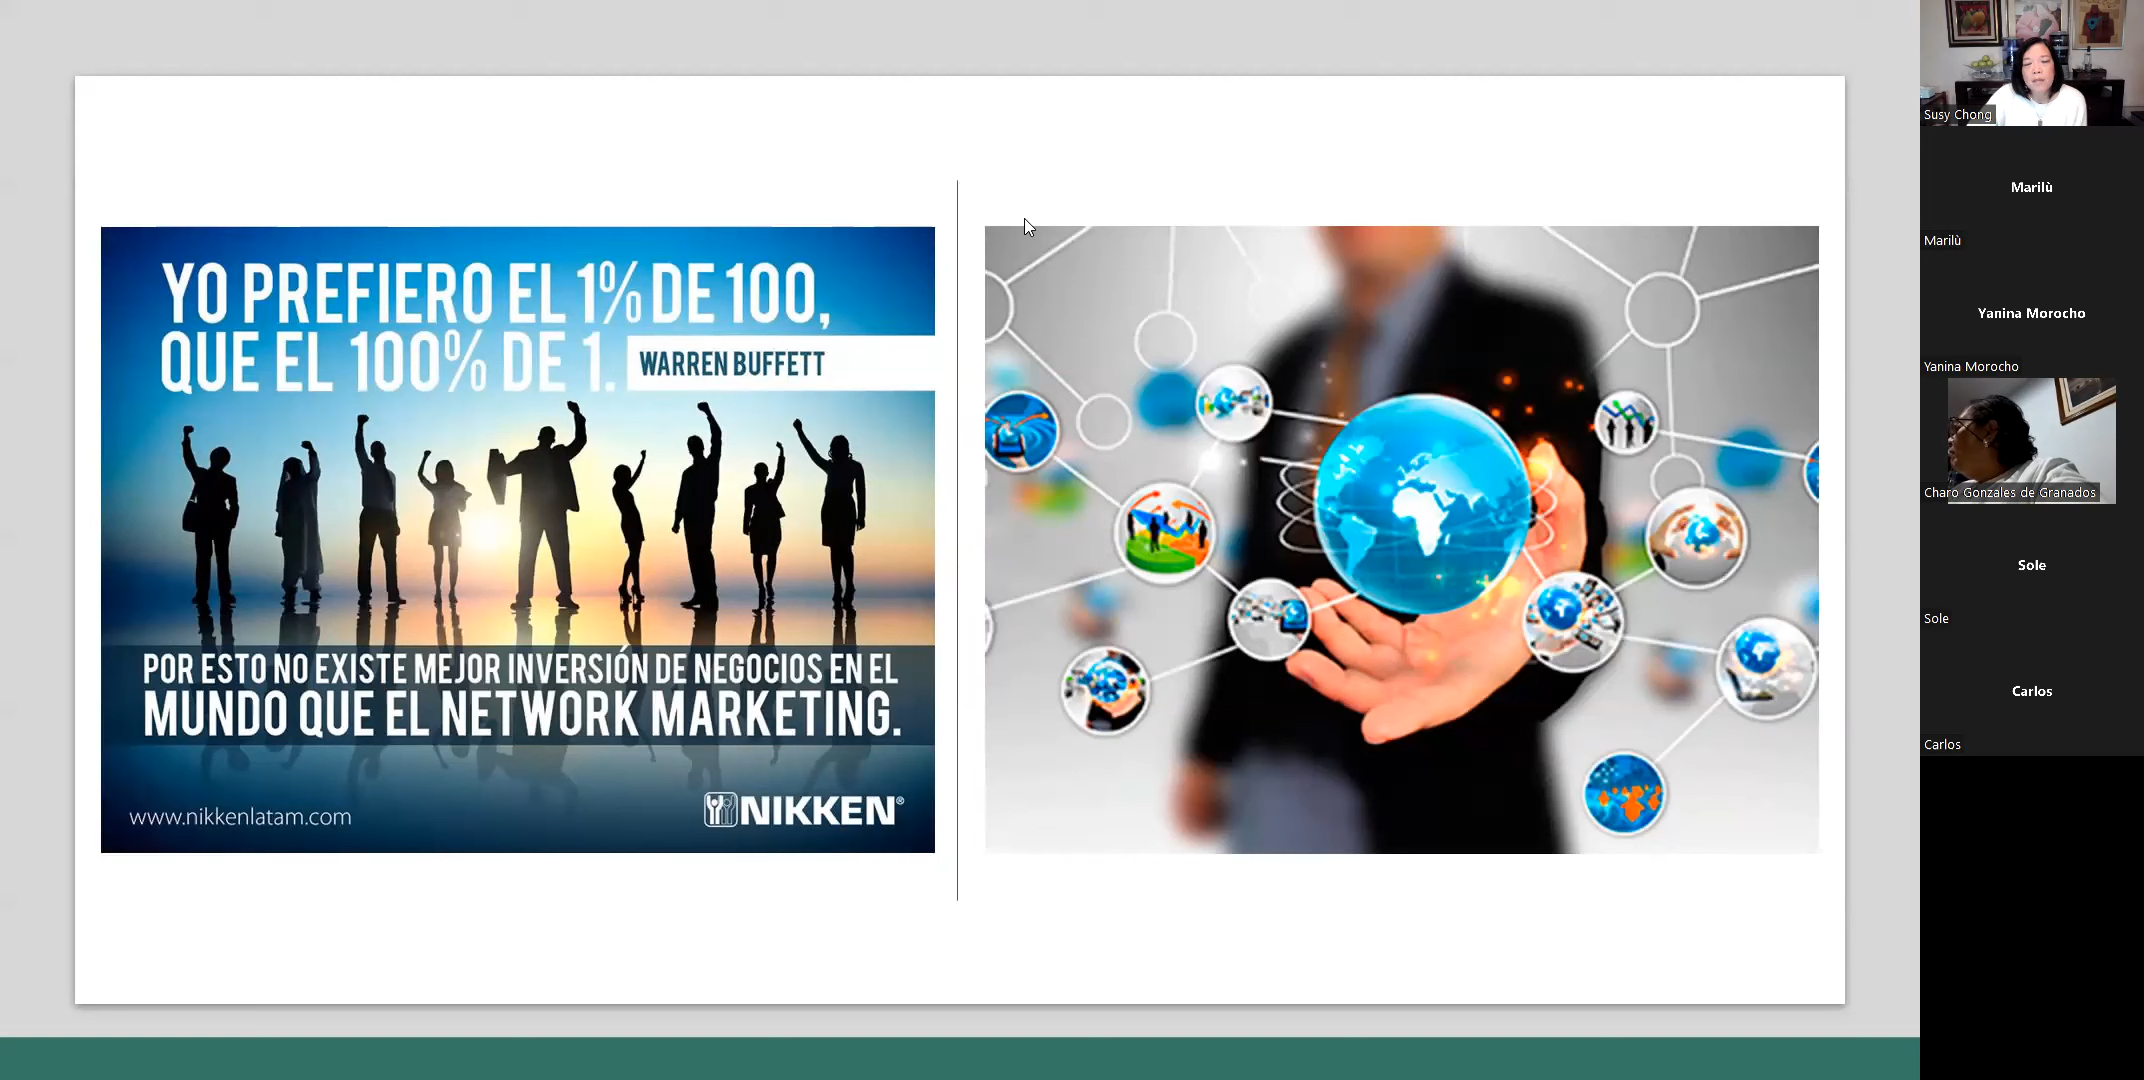 YO PREFIERO EL 1% DE 100,
QUE EL 100% DE 1. WARREN BUFFETT
POR ESTO NO EXISTE MEJOR INVERSIÓN DE NEGOCIOS EN EL
MUNDO QUE EL NETWORK MARKETING.
www.nikkenlatam.com
NIKKEN®
Susy Chong
Marilù
Marilù
Yanina Morocho
Yanina Morocho
Charo Gonzales de Granados
Sole
Sole
Carlos
Carlos